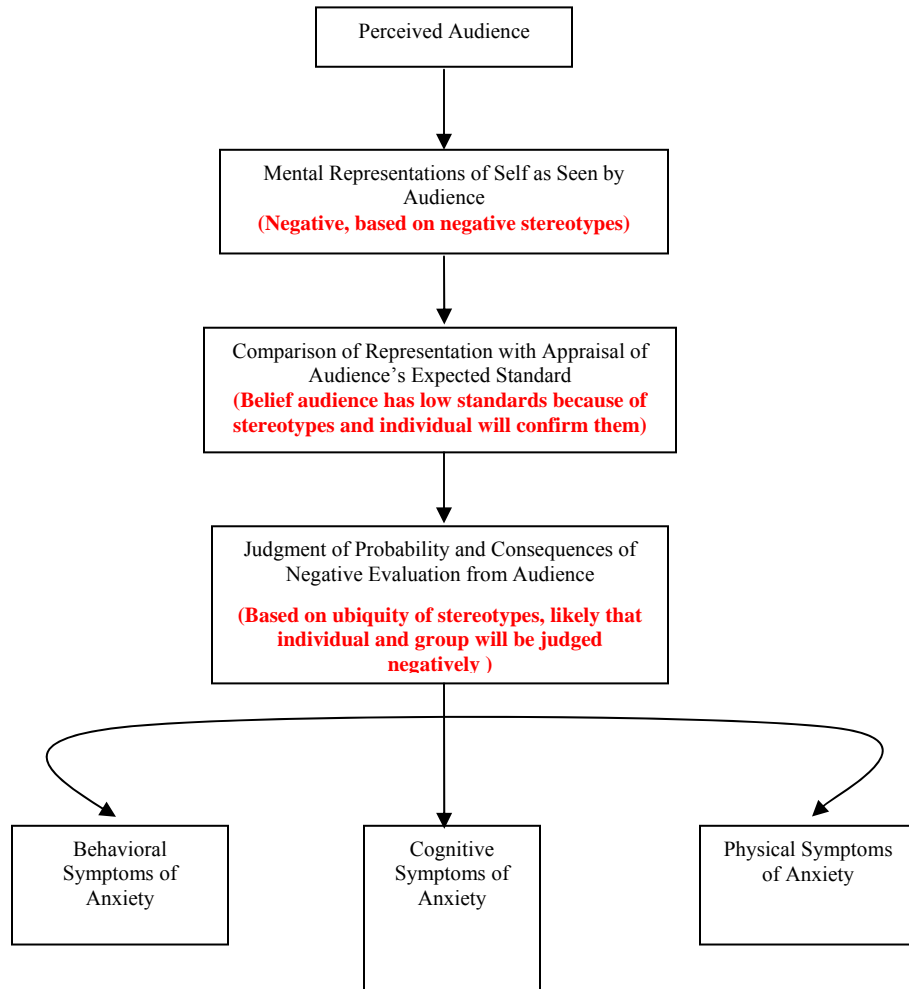 Perceived Audience
Mental Representations of Self as Seen by
Audience
(Negative, based on negative stereotypes)
Comparison of Representation with Appraisal of
Audience’s Expected Standard
(Belief audience has low standards because of
stereotypes and individual will confirm them)
Judgment of Probability and Consequences of
Negative Evaluation from Audience
(Based on ubiquity of stereotypes, likely that
individual and group will be judged
negatively )
Behavioral
Symptoms of
Anxiety
Cognitive
Symptoms of
Anxiety
Physical Symptoms
of Anxiety